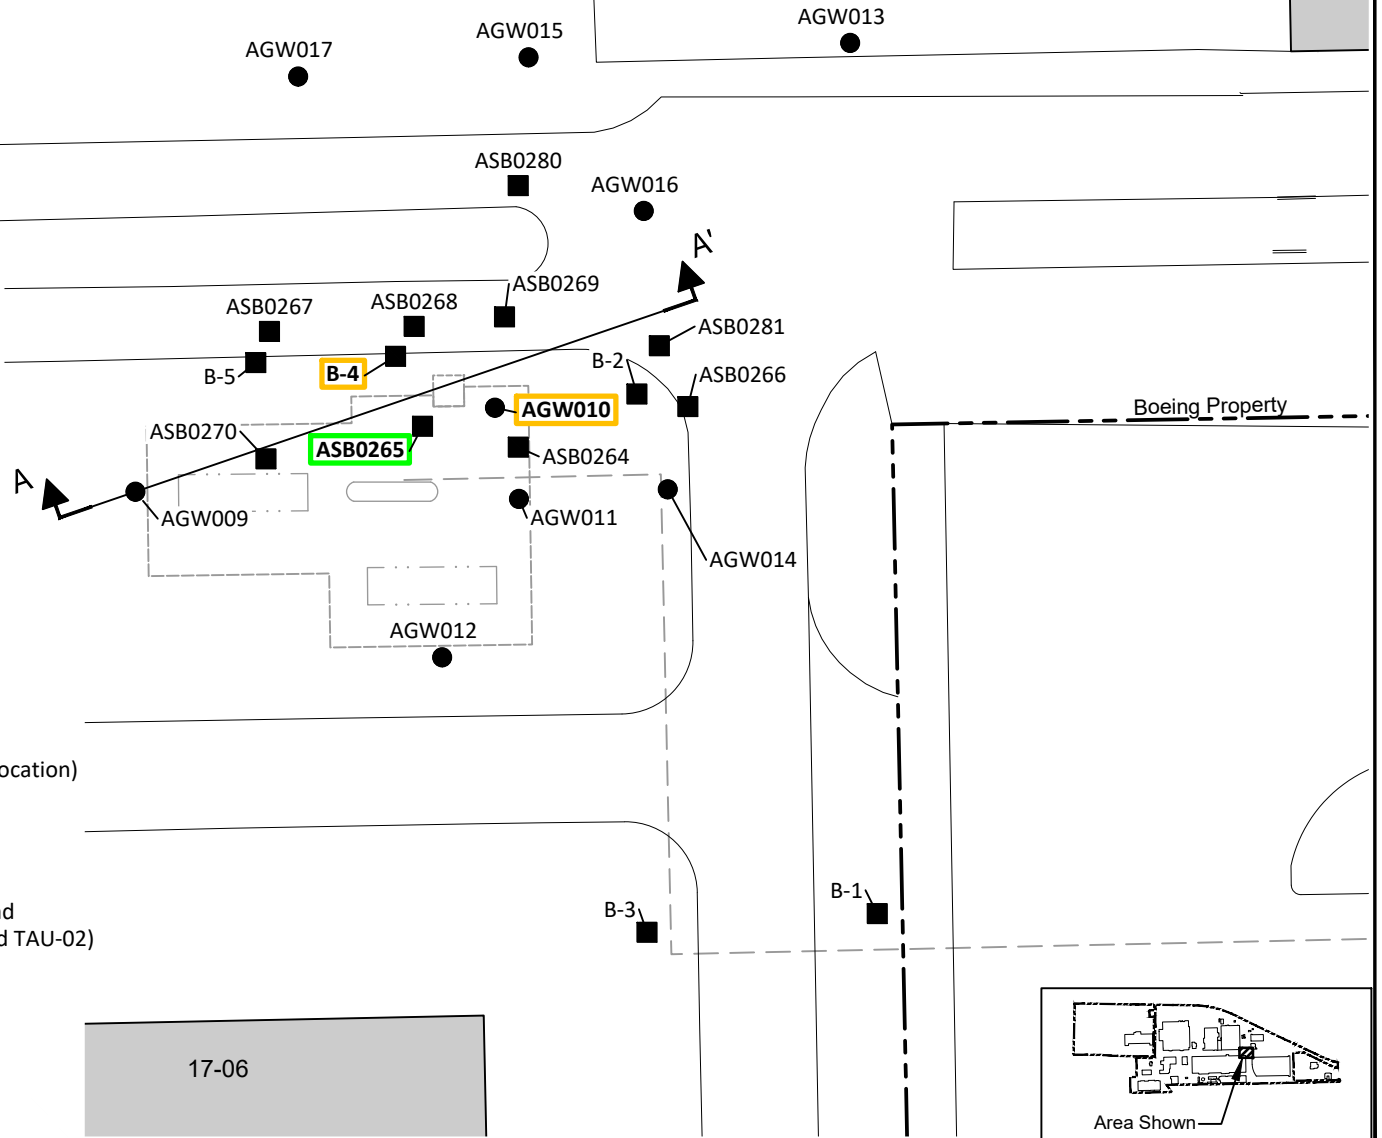 AGW013
AGW015
AGW017
ASB0280
AGW016
A'
ASB0269
ASB0268
ASB0267
ASB0281
B-2
B-4
B-5
ASB0266
Boeing Property
AGW010
ASB0270
ASB0265
ASB0264
A
AGW009
AGW011
AGW014
AGW012
ocation)
B-1
B-3
d TAU-02)
17-06
Area Shown